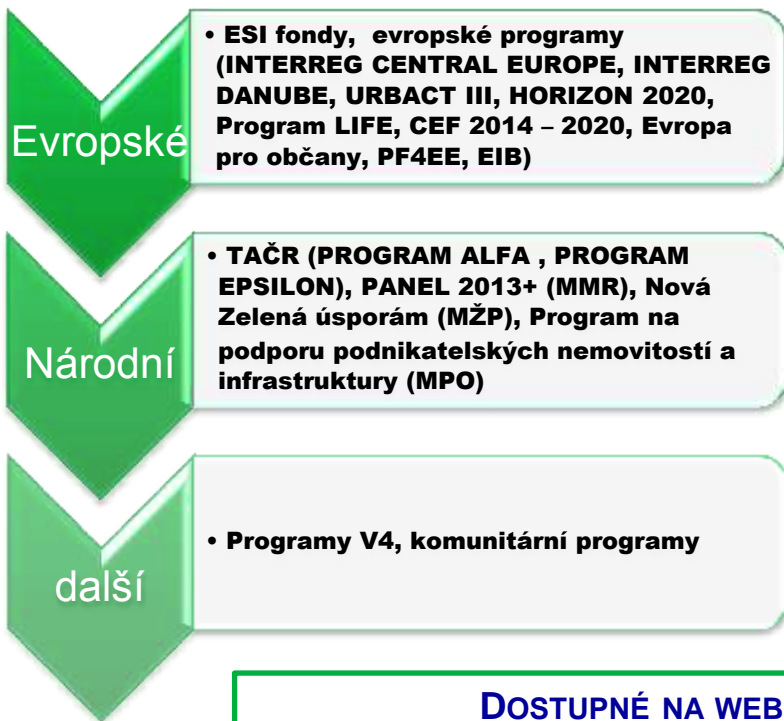 Evropské
• ESI fondy, evropské programy
(INTERREG CENTRAL EUROPE, INTERREG
DANUBE, URBACT III, HORIZON 2020,
Program LIFE, CEF 2014 – 2020, Evropa
pro občany, PF4EE, EIB)
Národní
• TAČR (PROGRAM ALFA , PROGRAM
EPSILON), PANEL 2013+ (MMR), Nová
Zelená úsporám (MŽP), Program na
podporu podnikatelských nemovitostí a
infrastruktury (MPO)
další
• Programy V4, komunitární programy
DOSTUPNÉ NA WEB